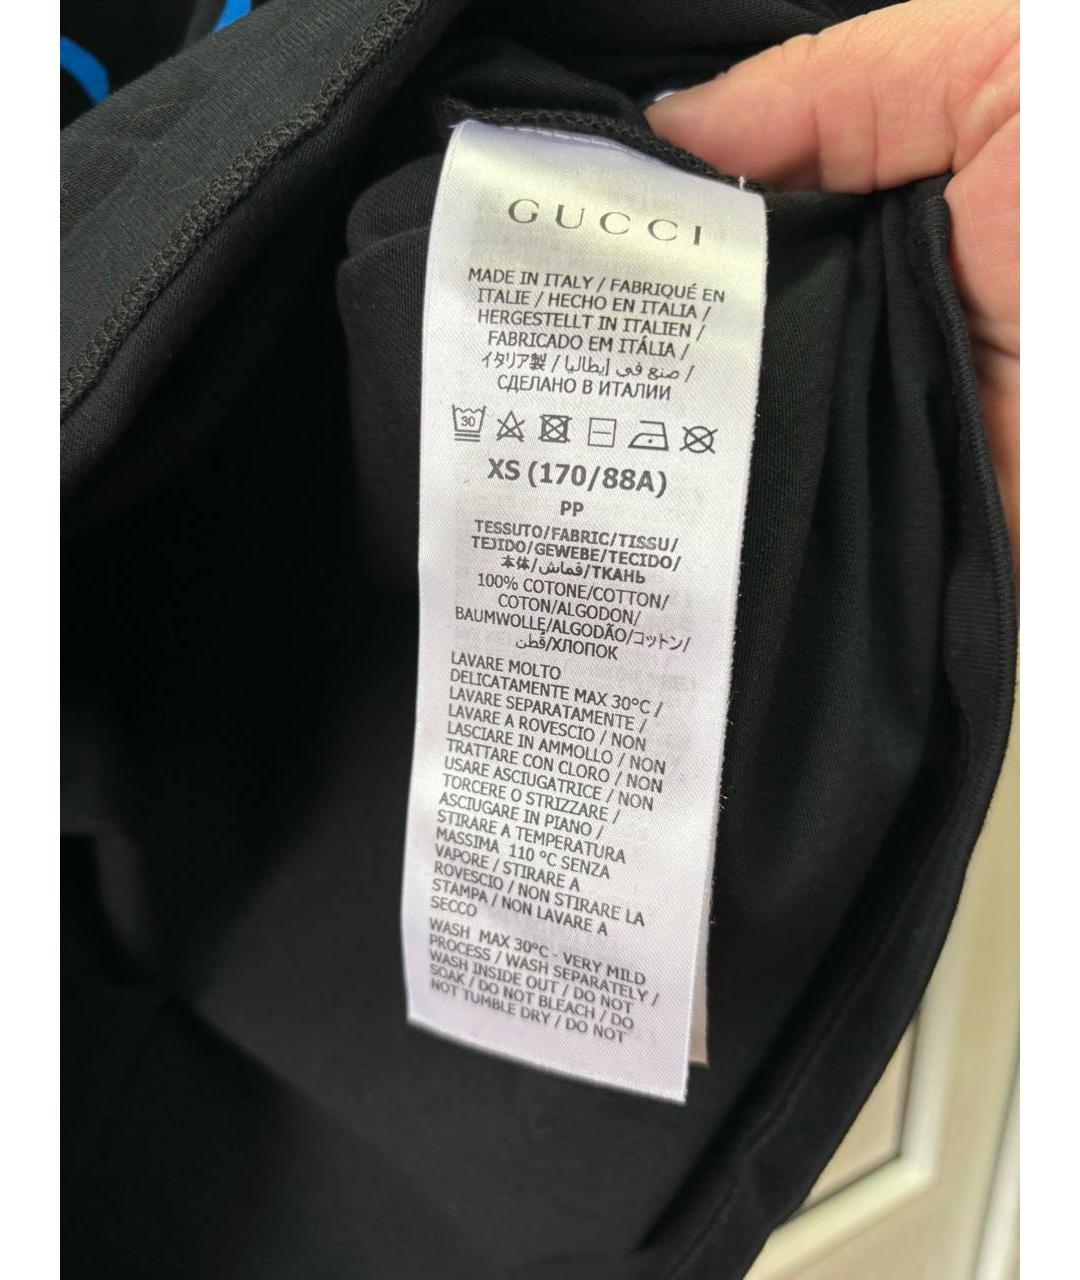 GUCCI
MADE IN ITALY / FABRIQUÉ EN
ITALIE / HECHO EN ITALIA /
HERGESTELLT IN ITALIEN /
FABRICADO EM ITÁLIA /
イタリア製 / صنع في إيطاليا /
СДЕЛАНО В ИТАЛИИ
30
XS (170/88A)
PP
TESSUTO/FABRIC/TISSU/
TEJIDO/GEWEBE/TECIDO/
本体/قماش/ТКАНЬ
100% COTONE/COTTON/
COTON/ALGODON/
BAUMWOLLE/ALGODÃO/コットン/
قطن/ХЛОПОК
LAVARE MOLTO
DELICATAMENTE MAX 30°C /
LAVARE SEPARATAMENTE /
LAVARE A ROVESCIO / NON
LASCIARE IN AMMOLLO / NON
TRATTARE CON CLORO / NON
USARE ASCIUGATRICE / NON
TORCERE O STRIZZARE /
ASCIUGARE IN PIANO /
STIRARE A TEMPERATURA
MASSIMA 110 °C SENZA
VAPORE / STIRARE A
ROVESCIO / NON STIRARE LA
STAMPA / NON LAVARE A
SECCO
WASH MAX 30°C - VERY MILD
PROCESS / WASH SEPARATELY /
WASH INSIDE OUT / DO NOT
SOAK / DO NOT BLEACH / DO
NOT TUMBLE DRY / DO NOT